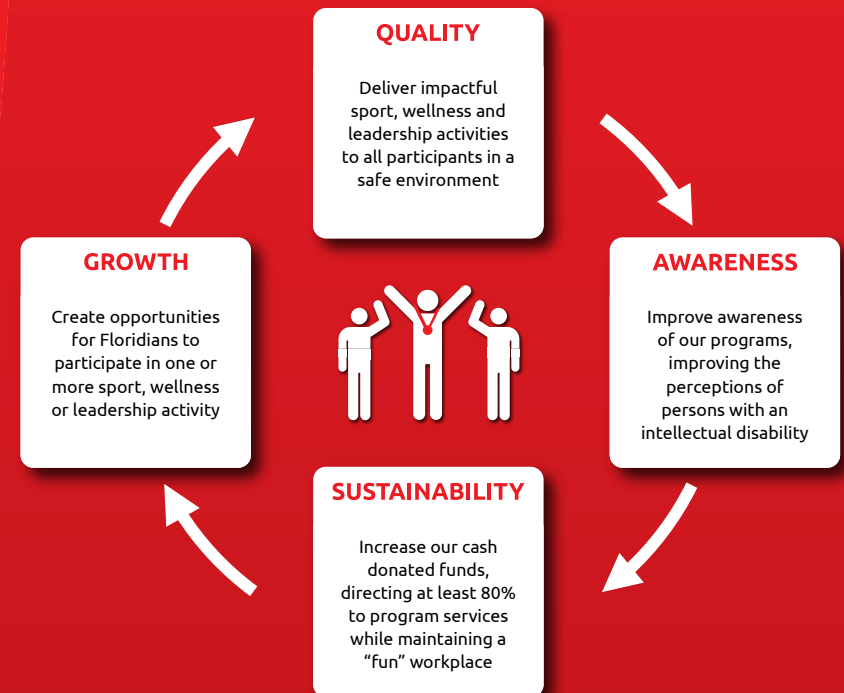 QUALITY
Deliver impactful
sport, wellness and
leadership activities
to all participants in a
safe environment
GROWTH
Create opportunities
for Floridians to
participate in one or
more sport, wellness
or leadership activity
AWARENESS
Improve awareness
of our programs,
improving the
perceptions of
persons with an
intellectual disability
SUSTAINABILITY
Increase our cash
donated funds,
directing at least 80%
to program services
while maintaining a
“fun” workplace